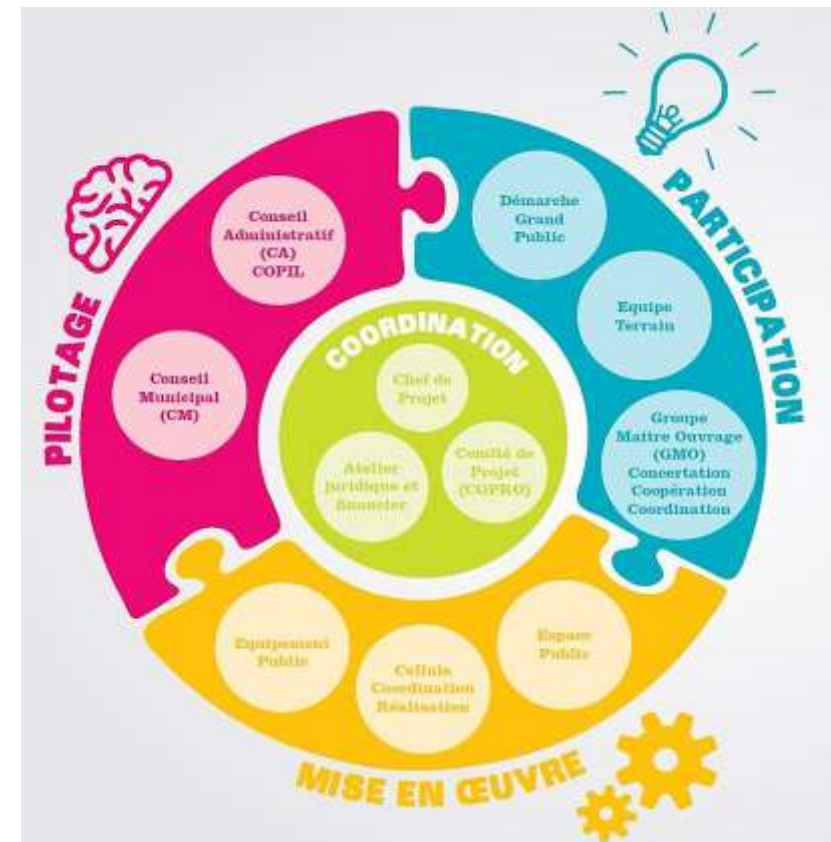 PILOTAGE
Conseil
Administratif
(CA)
COPIL
Conseil
Municipal
(CM)
PARTICIPATION
Démarche
Grand
Public
Equipe
Terrain
Groupe
Maitre Ouvrage
(GMO)
Concertation
Coopération
Coordination
COORDINATION
Chef de
Projet
Atelier
juridique et
financier
Comité de
Projet
(COPRO)
Equipement
Public
Cellule
Coordination
Réalisation
Espace
Public
MISE EN ŒUVRE